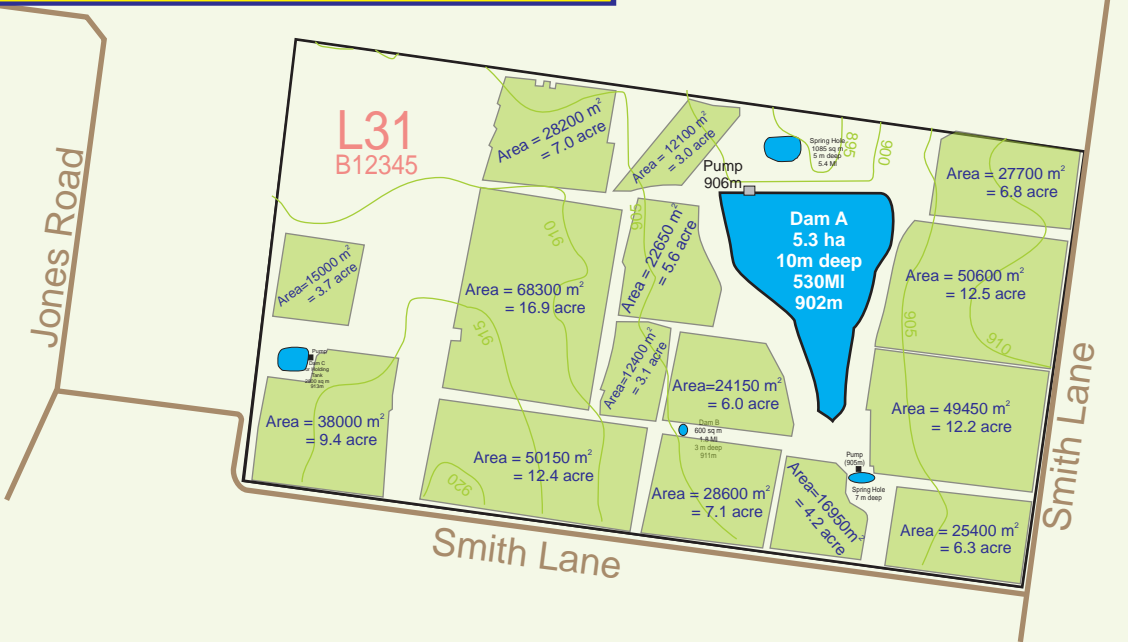 L31
B12345
Jones Road
Smith Lane
Smith Lane
Area = 28200 m²
= 7.0 acre
Area = 12100 m²
= 3.0 acre
Pump
906m
Spring Hole
1085 sq m
5 m deep
5.4 Ml
895
900
Area = 27700 m²
= 6.8 acre
Dam A
5.3 ha
10m deep
530Ml
902m
905
910
Area = 22650 m²
= 5.6 acre
Area = 50600 m²
= 12.5 acre
905
910
Area=15000 m²
= 3.7 acre
Area = 68300 m²
= 16.9 acre
915
Pump
Dam C
Holding
Tank
913m
Area=12400 m²
= 3.1 acre
Area=24150 m²
= 6.0 acre
Area = 38000 m²
= 9.4 acre
Dam B
600 sq m
1.8 Ml
3 m deep
911m
Area = 49450 m²
= 12.2 acre
Area = 50150 m²
= 12.4 acre
920
Area = 28600 m²
= 7.1 acre
Area=16950m²
= 4.2 acre
Pump
(905m)
Spring Hole
7 m deep
Area = 25400 m²
= 6.3 acre